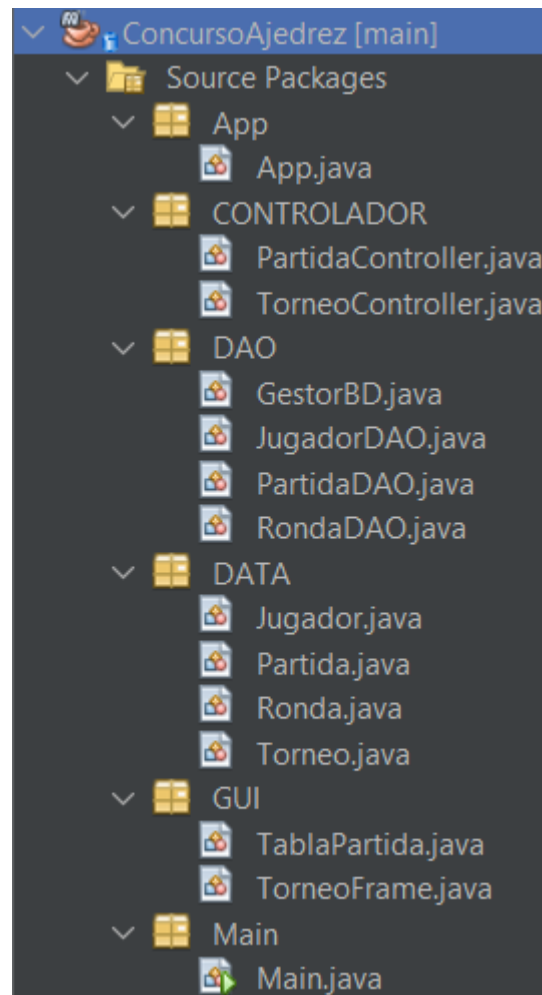 ConcursoAjedrez [main]
Source Packages
App
App.java
CONTROLADOR
PartidaController.java
TorneoController.java
DAO
GestorBD.java
JugadorDAO.java
PartidaDAO.java
RondaDAO.java
DATA
Jugador.java
Partida.java
Ronda.java
Torneo.java
GUI
TablaPartida.java
TorneoFrame.java
Main
Main.java